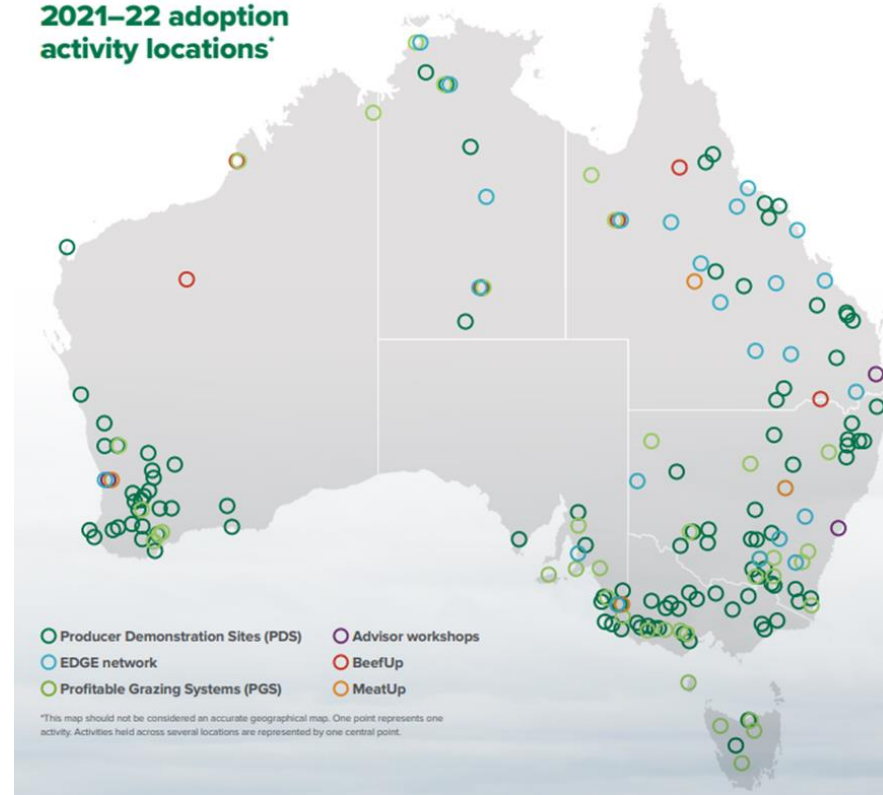 2021–22 adoption
activity locations*
Producer Demonstration Sites (PDS)
EDGE network
Profitable Grazing Systems (PGS)
Advisor workshops
BeefUp
MeatUp
*This map should not be considered an accurate geographical map. One point represents one
activity. Activities held across several locations are represented by one central point.